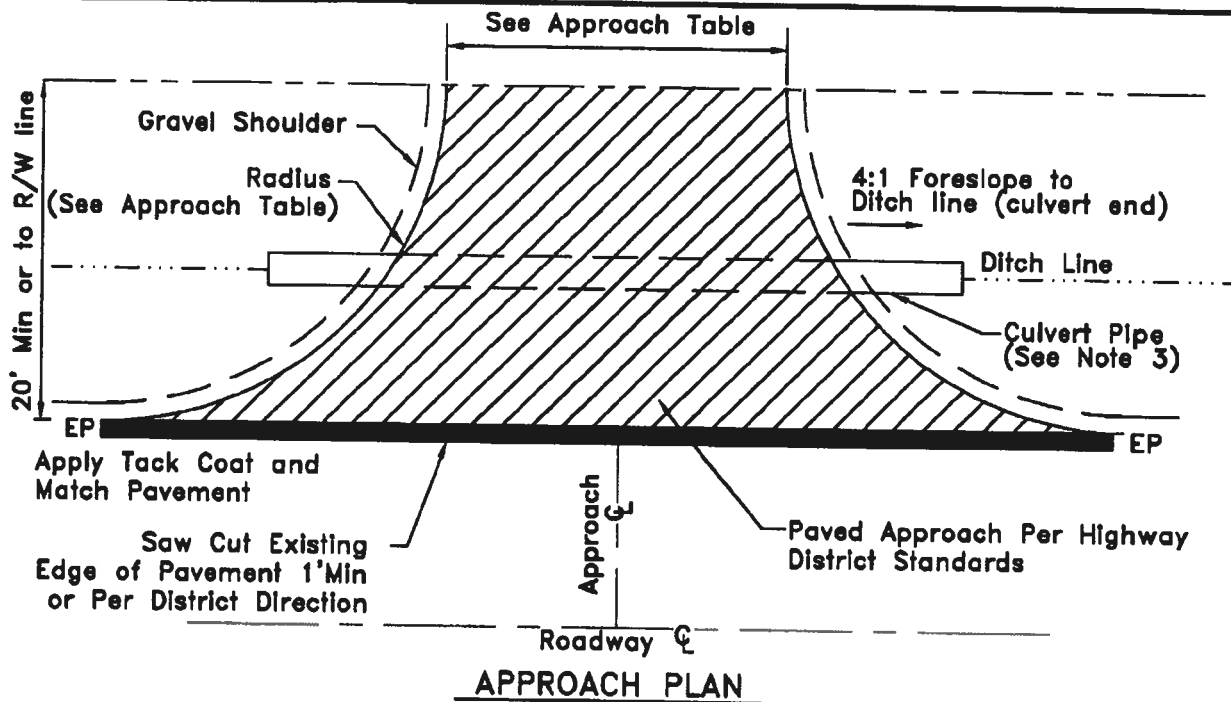 See Approach Table
Gravel Shoulder
Radius
(See Approach Table)
20' Min or to R/W line
4:1 Foreslope to
Ditch line (culvert end)
Ditch Line
Culvert Pipe
(See Note 3)
EP
EP
Apply Tack Coat and
Match Pavement
Saw Cut Existing
Edge of Pavement 1'Min
or Per District Direction
Approach ℄
Paved Approach Per Highway
District Standards
Roadway ℄
APPROACH PLAN